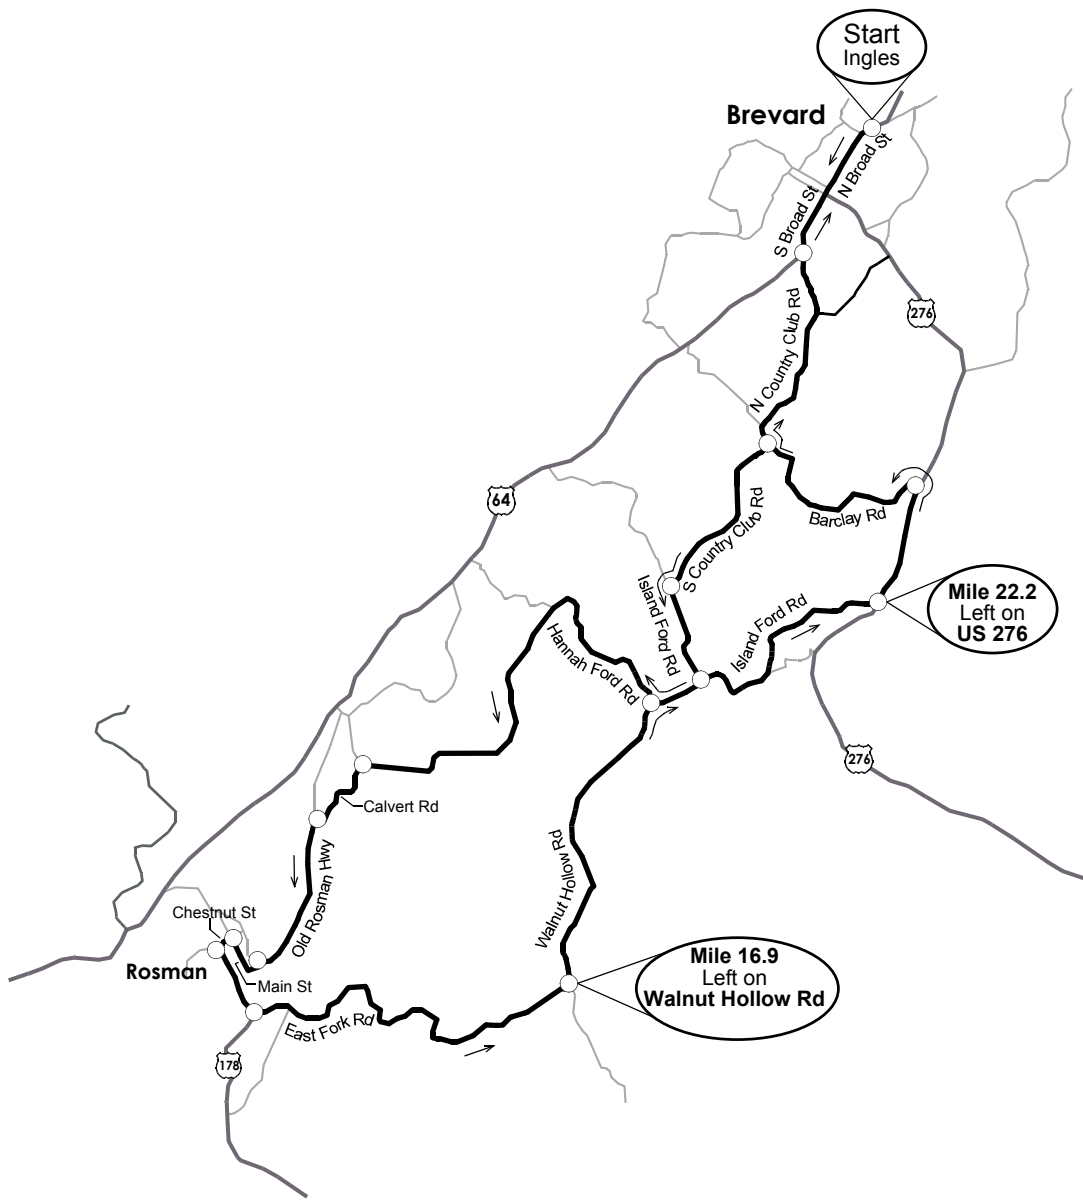 Start
Ingles
Brevard
N Broad St
S Broad St
276
N Country Club Rd
64
S Country Club Rd
Barclay Rd
Island Ford Rd
Island Ford Rd
Mile 22.2
Left on
US 276
Hannah Ford Rd
276
Calvert Rd
Old Rosman Hwy
Walnut Hollow Rd
Chestnut St
Rosman
Main St
Mile 16.9
Left on
Walnut Hollow Rd
East Fork Rd
178